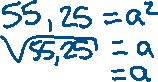 55,25 = a²
√55,25 = a
= a